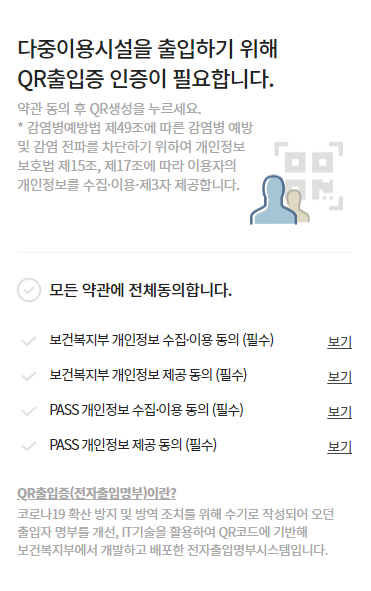 다중이용시설을 출입하기 위해
QR출입증 인증이 필요합니다.
약관 동의 후 QR생성을 누르세요.
* 감염병예방법 제49조에 따른 감염병 예방
및 감염 전파를 차단하기 위하여 개인정보
보호법 제15조, 제17조에 따라 이용자의
개인정보를 수집·이용·제3자 제공합니다.
모든 약관에 전체동의합니다.
보건복지부 개인정보 수집·이용 동의 (필수) 보기
보건복지부 개인정보 제공 동의 (필수) 보기
PASS 개인정보 수집·이용 동의 (필수) 보기
PASS 개인정보 제공 동의 (필수) 보기
QR출입증(전자출입명부)이란?
코로나19 확산 방지 및 방역 조치를 위해 수기로 작성되어 오던
출입자 명부를 개선, IT기술을 활용하여 QR코드에 기반해
보건복지부에서 개발하고 배포한 전자출입명부시스템입니다.